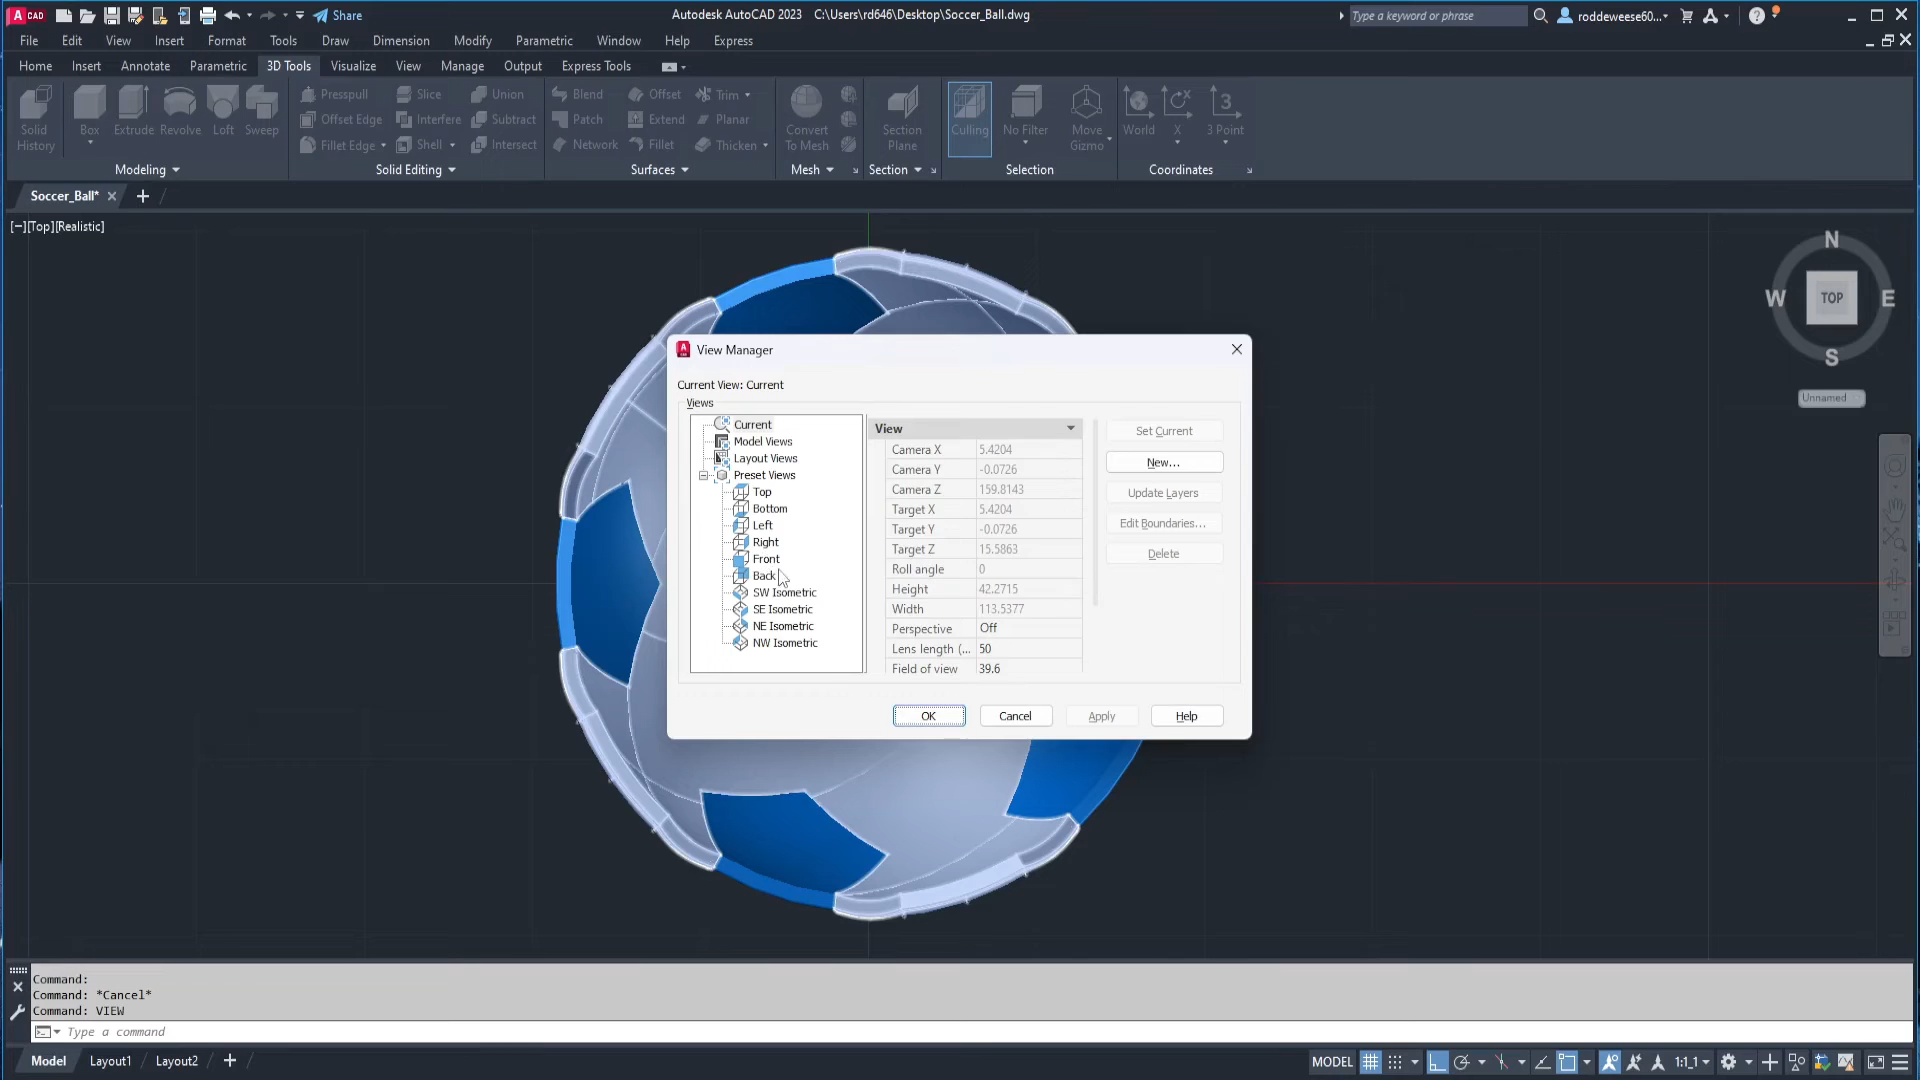 CAD Share Autodesk AutoCAD 2023 C:\Users\rd646\Desktop\Soccer_Ball.dwg Type a keyword or phrase roddeweese60...
File Edit View Insert Format Tools Draw Dimension Modify Parametric Window Help Express
Home Insert Annotate Parametric 3D Tools Visualize View Manage Output Express Tools
Solid History Box Extrude Revolve Loft Sweep
Presspull Slice Union
Offset Edge Interfere Subtract
Fillet Edge Shell Intersect
Blend Offset Trim
Patch Extend Planar
Network Fillet Thicken
Convert To Mesh
Section Plane
Culling No Filter Move Gizmo
World X 3 Point
Modeling Solid Editing Surfaces Mesh Section Selection Coordinates
Soccer_Ball*
[−][Top][Realistic]
N
W TOP E
S
Unnamed
View Manager
Current View: Current
Views
Current
Model Views
Layout Views
Preset Views
Top
Bottom
Left
Right
Front
Back
SW Isometric
SE Isometric
NE Isometric
NW Isometric
View
Camera X 5.4204
Camera Y -0.0726
Camera Z 159.8143
Target X 5.4204
Target Y -0.0726
Target Z 15.5863
Roll angle 0
Height 42.2715
Width 113.5377
Perspective Off
Lens length (... 50
Field of view 39.6
Set Current
New...
Update Layers
Edit Boundaries...
Delete
OK Cancel Apply Help
Command:
Command: *Cancel*
Command: VIEW
Type a command
Model Layout1 Layout2 MODEL 1:1_1